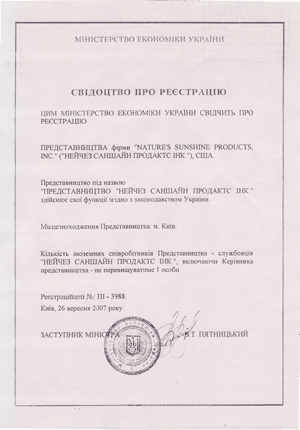 МІНІСТЕРСТВО ЕКОНОМІКИ УКРАЇНИ
СВІДОЦТВО ПРО РЕЄСТРАЦІЮ
ЦИМ МІНІСТЕРСТВО ЕКОНОМІКИ УКРАЇНИ СВІДЧИТЬ ПРО
РЕЄСТРАЦІЮ
ПРЕДСТАВНИЦТВА фірми "NATURE'S SUNSHINE PRODUCTS,
INC." ("НЕЙЧЕЗ САНШАЙН ПРОДАКТС ІНК."), США
Представництво під назвою
"ПРЕДСТАВНИЦТВО "НЕЙЧЕЗ САНШАЙН ПРОДАКТС ІНК."
здійснює свої функції згідно з законодавством України.
Місцезнаходження Представництва: м. Київ.
Кількість іноземних співробітників Представництва - службовців
"НЕЙЧЕЗ САНШАЙН ПРОДАКТС ІНК.", включаючи Керівника
представництва - не перевищуватиме 1 особи.
Реєстраційний №: ПІ - 3988.
Київ, 26 вересня 2007 року.
ЗАСТУПНИК МІНІСТРА В.Т. ПЯТНИЦЬКИЙ